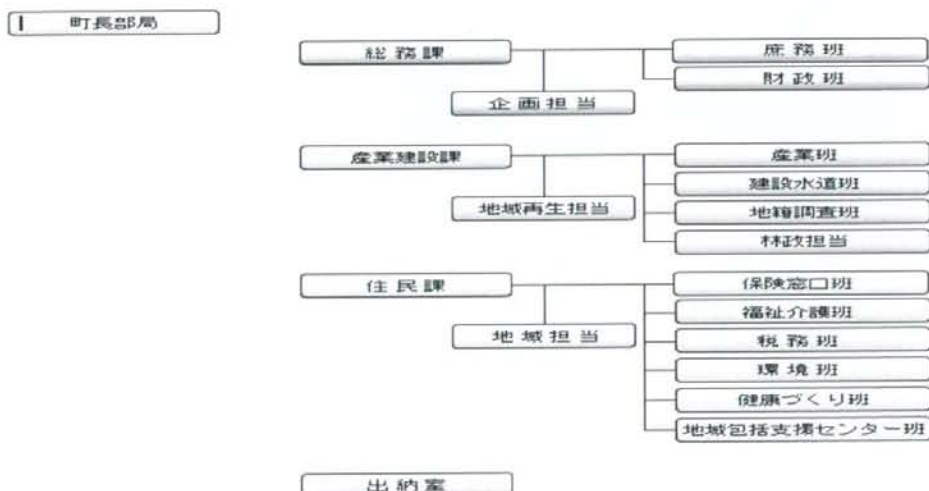 町長部局
総務課
庶務班
財政班
企画担当
産業建設課
産業班
建設水道班
地域再生担当
地籍調査班
林政担当
住民課
保険窓口班
福祉介護班
地域担当
税務班
環境班
健康づくり班
地域包括支援センター班
出納室